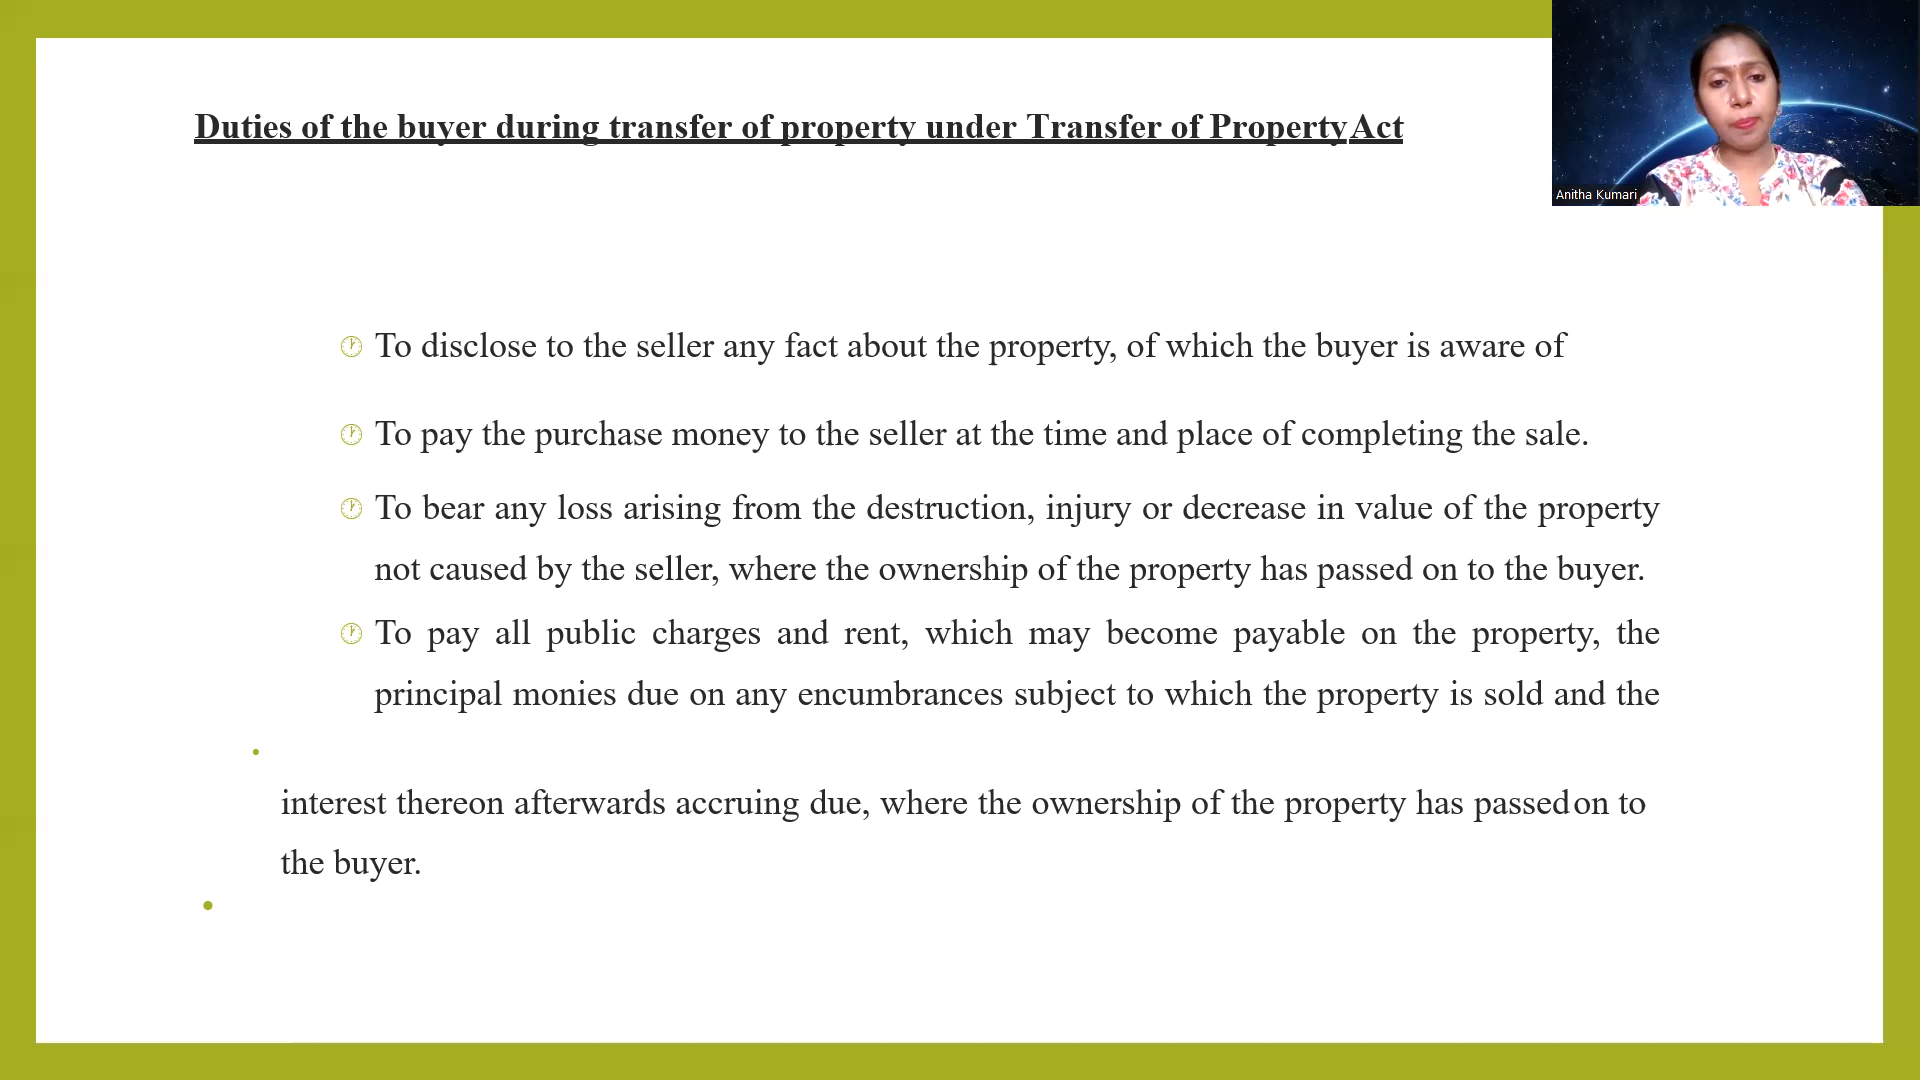 Duties of the buyer during transfer of property under Transfer of Property Act
Anitha Kumari
To disclose to the seller any fact about the property, of which the buyer is aware of
To pay the purchase money to the seller at the time and place of completing the sale.
To bear any loss arising from the destruction, injury or decrease in value of the property
not caused by the seller, where the ownership of the property has passed on to the buyer.
To pay all public charges and rent, which may become payable on the property, the
principal monies due on any encumbrances subject to which the property is sold and the
interest thereon afterwards accruing due, where the ownership of the property has passed on to
the buyer.